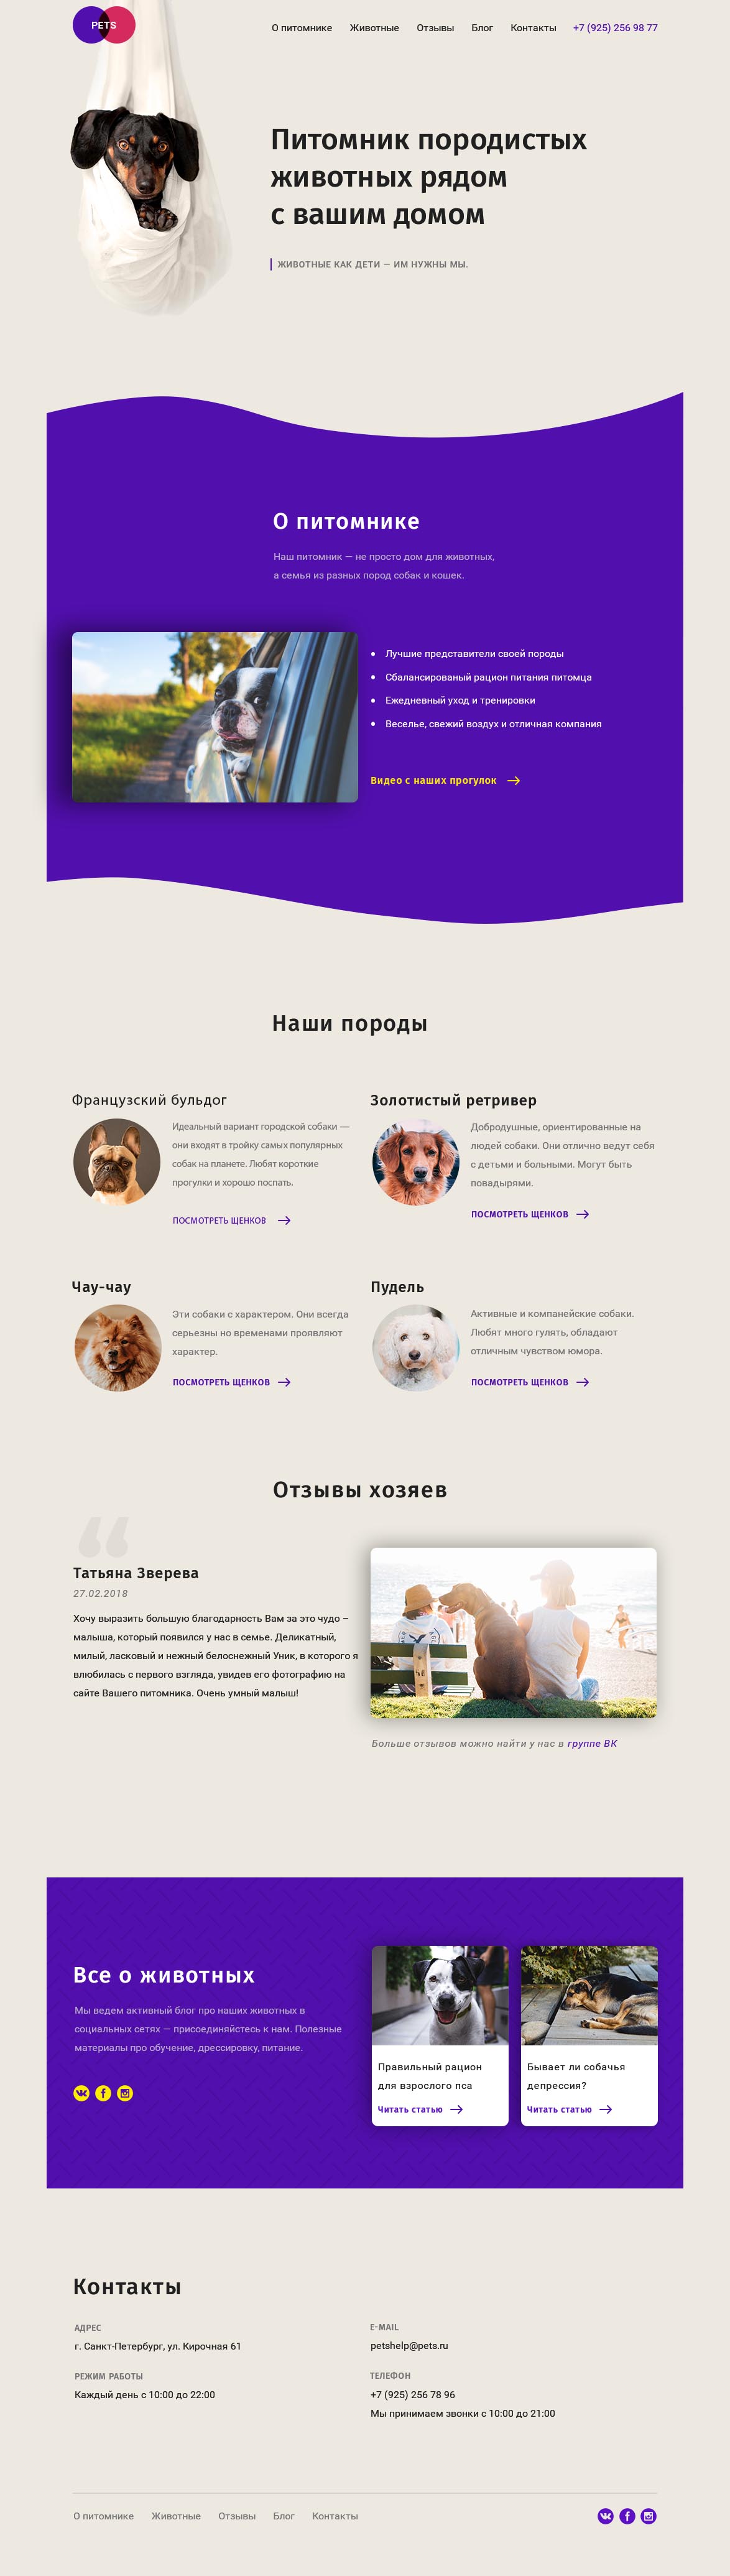 PETS
О питомнике Животные Отзывы Блог Контакты +7 (925) 256 98 77
Питомник породистых
животных рядом
с вашим домом
ЖИВОТНЫЕ КАК ДЕТИ — ИМ НУЖНЫ МЫ.
О питомнике
Наш питомник — не просто дом для животных,
а семья из разных пород собак и кошек.
Лучшие представители своей породы
Сбалансированый рацион питания питомца
Ежедневный уход и тренировки
Веселье, свежий воздух и отличная компания
Видео с наших прогулок
Наши породы
Французский бульдог
Идеальный вариант городской собаки —
они входят в тройку самых популярных
собак на планете. Любят короткие
прогулки и хорошо поспать.
ПОСМОТРЕТЬ ЩЕНКОВ
Золотистый ретривер
Добродушные, ориентированные на
людей собаки. Они отлично ведут себя
с детьми и больными. Могут быть
повадырями.
ПОСМОТРЕТЬ ЩЕНКОВ
Чау-чау
Эти собаки с характером. Они всегда
серьезны но временами проявляют
характер.
ПОСМОТРЕТЬ ЩЕНКОВ
Пудель
Активные и компанейские собаки.
Любят много гулять, обладают
отличным чувством юмора.
ПОСМОТРЕТЬ ЩЕНКОВ
Отзывы хозяев
“
Татьяна Зверева
27.02.2018
Хочу выразить большую благодарность Вам за это чудо –
малыша, который появился у нас в семье. Деликатный,
милый, ласковый и нежный белоснежный Уник, в которого я
влюбилась с первого взгляда, увидев его фотографию на
сайте Вашего питомника. Очень умный малыш!
Больше отзывов можно найти у нас в группе ВК
Все о животных
Мы ведем активный блог про наших животных в
социальных сетях — присоединяйстесь к нам. Полезные
материалы про обучение, дрессировку, питание.
Правильный рацион
для взрослого пса
Читать статью
Бывает ли собачья
депрессия?
Читать статью
Контакты
АДРЕС
г. Санкт-Петербург, ул. Кирочная 61
РЕЖИМ РАБОТЫ
Каждый день с 10:00 до 22:00
E-MAIL
petshelp@pets.ru
ТЕЛЕФОН
+7 (925) 256 78 96
Мы принимаем звонки с 10:00 до 21:00
О питомнике Животные Отзывы Блог Контакты